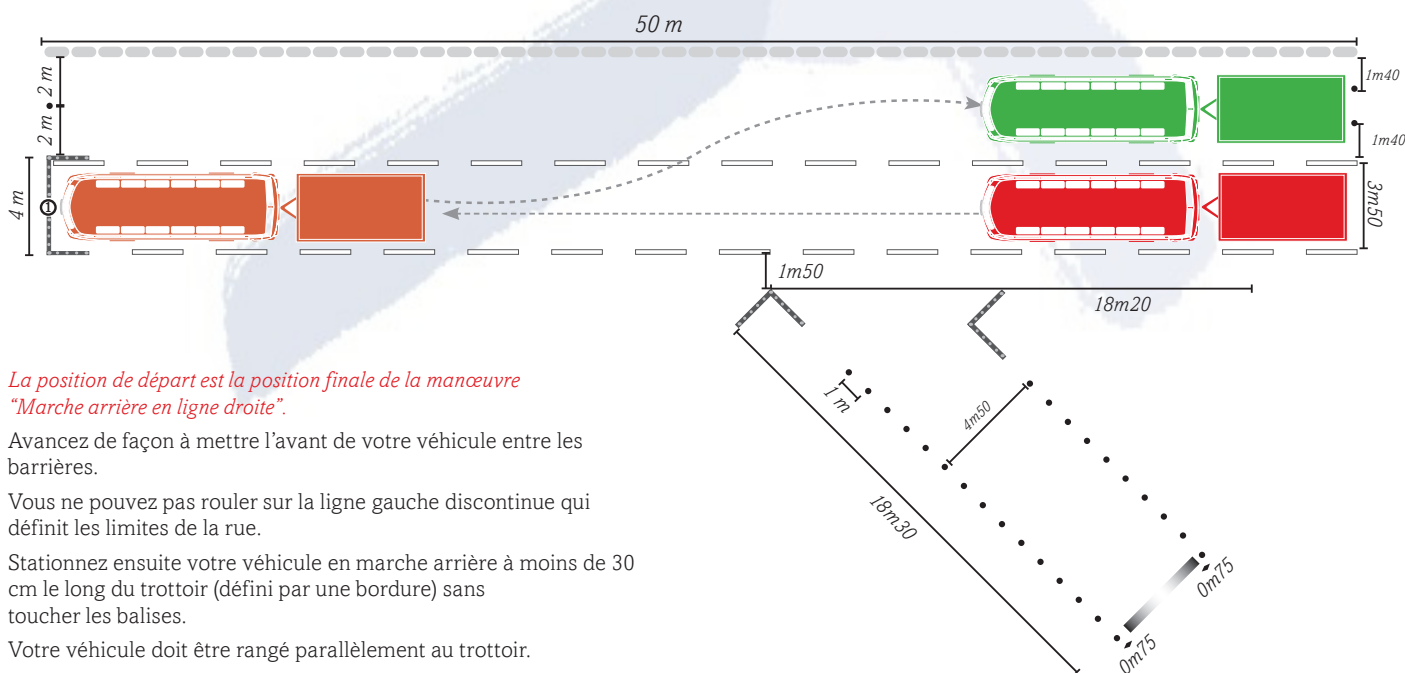 50 m
2 m
2 m
4 m
1
1m40
1m40
3m50
1m50
18m20
1 m
4m50
18m30
0m75
0m75
La position de départ est la position finale de la manœuvre
“Marche arrière en ligne droite”.
Avancez de façon à mettre l’avant de votre véhicule entre les
barrières.
Vous ne pouvez pas rouler sur la ligne gauche discontinue qui
définit les limites de la rue.
Stationnez ensuite votre véhicule en marche arrière à moins de 30
cm le long du trottoir (défini par une bordure) sans
toucher les balises.
Votre véhicule doit être rangé parallèlement au trottoir.